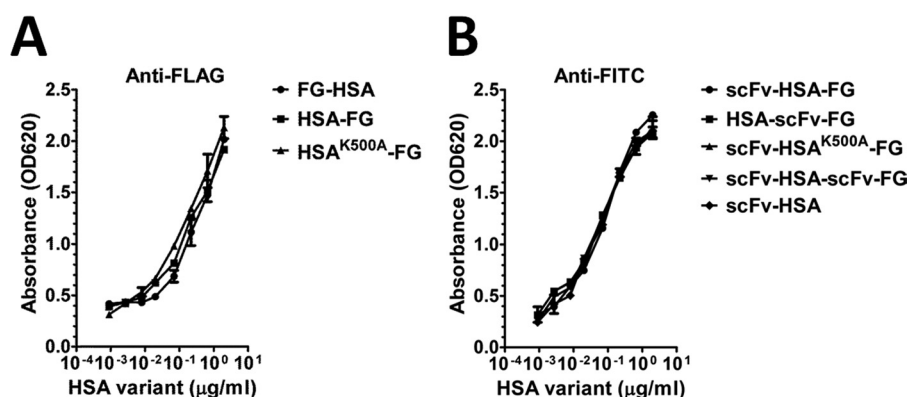 A
Anti-FLAG
Absorbance (OD620)
2.5
2.0
1.5
1.0
0.5
0.0
10⁻⁴ 10⁻³ 10⁻² 10⁻¹ 10⁰ 10¹
HSA variant (μg/ml)
FG-HSA
HSA-FG
HSAᴷ⁵⁰⁰ᴬ-FG
B
Anti-FITC
Absorbance (OD620)
2.5
2.0
1.5
1.0
0.5
0.0
10⁻⁴ 10⁻³ 10⁻² 10⁻¹ 10⁰ 10¹
HSA variant (μg/ml)
scFv-HSA-FG
HSA-scFv-FG
scFv-HSAᴷ⁵⁰⁰ᴬ-FG
scFv-HSA-scFv-FG
scFv-HSA